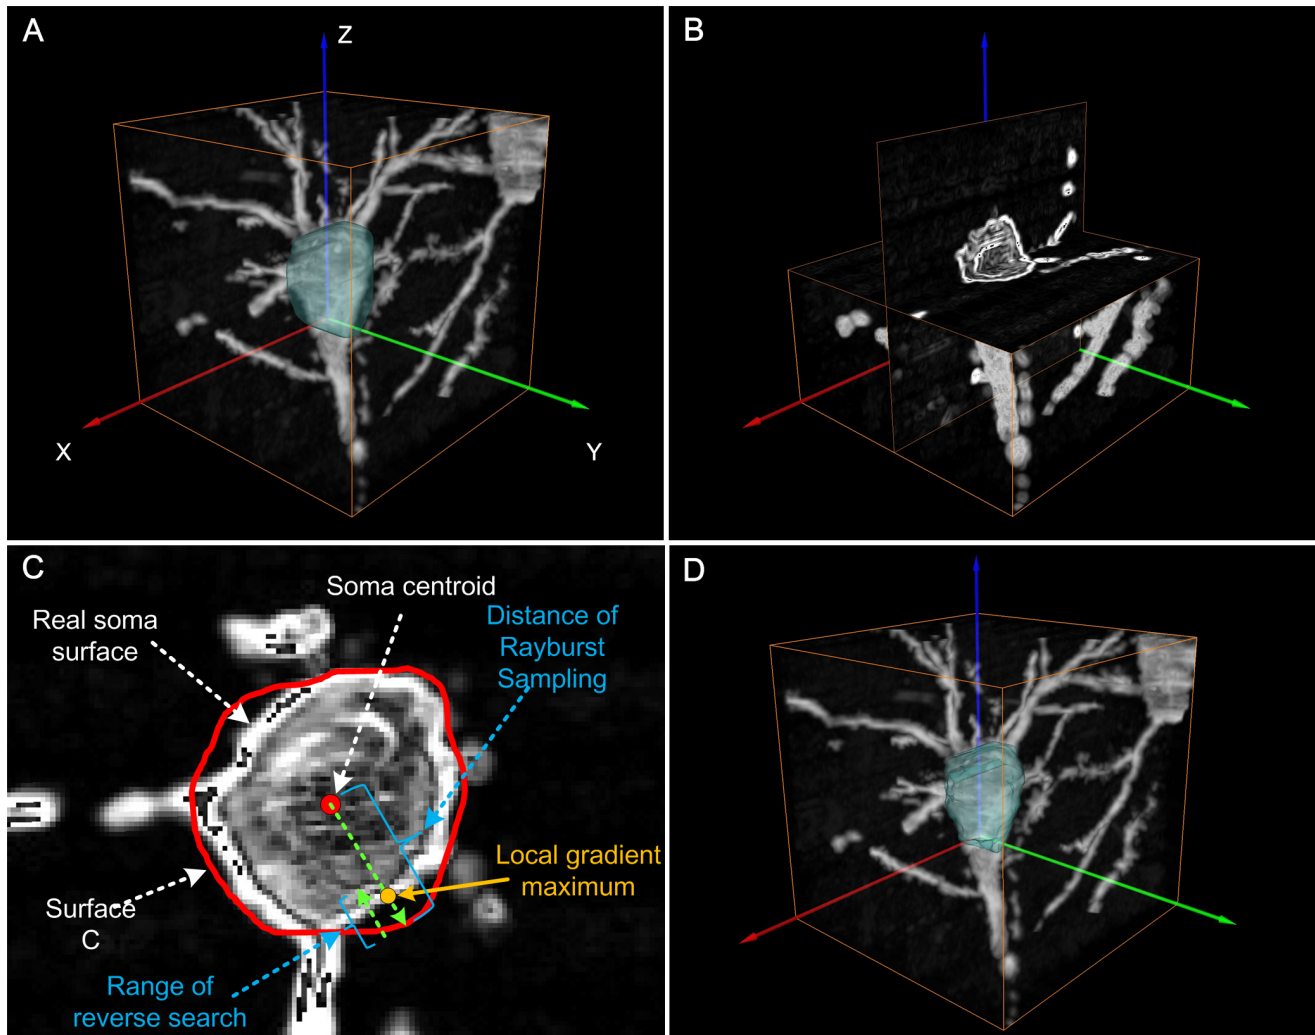 A
Z
X
Y
B
C
Soma centroid
Real soma
surface
Distance of
Rayburst
Sampling
Local gradient
maximum
Surface
C
Range of
reverse search
D